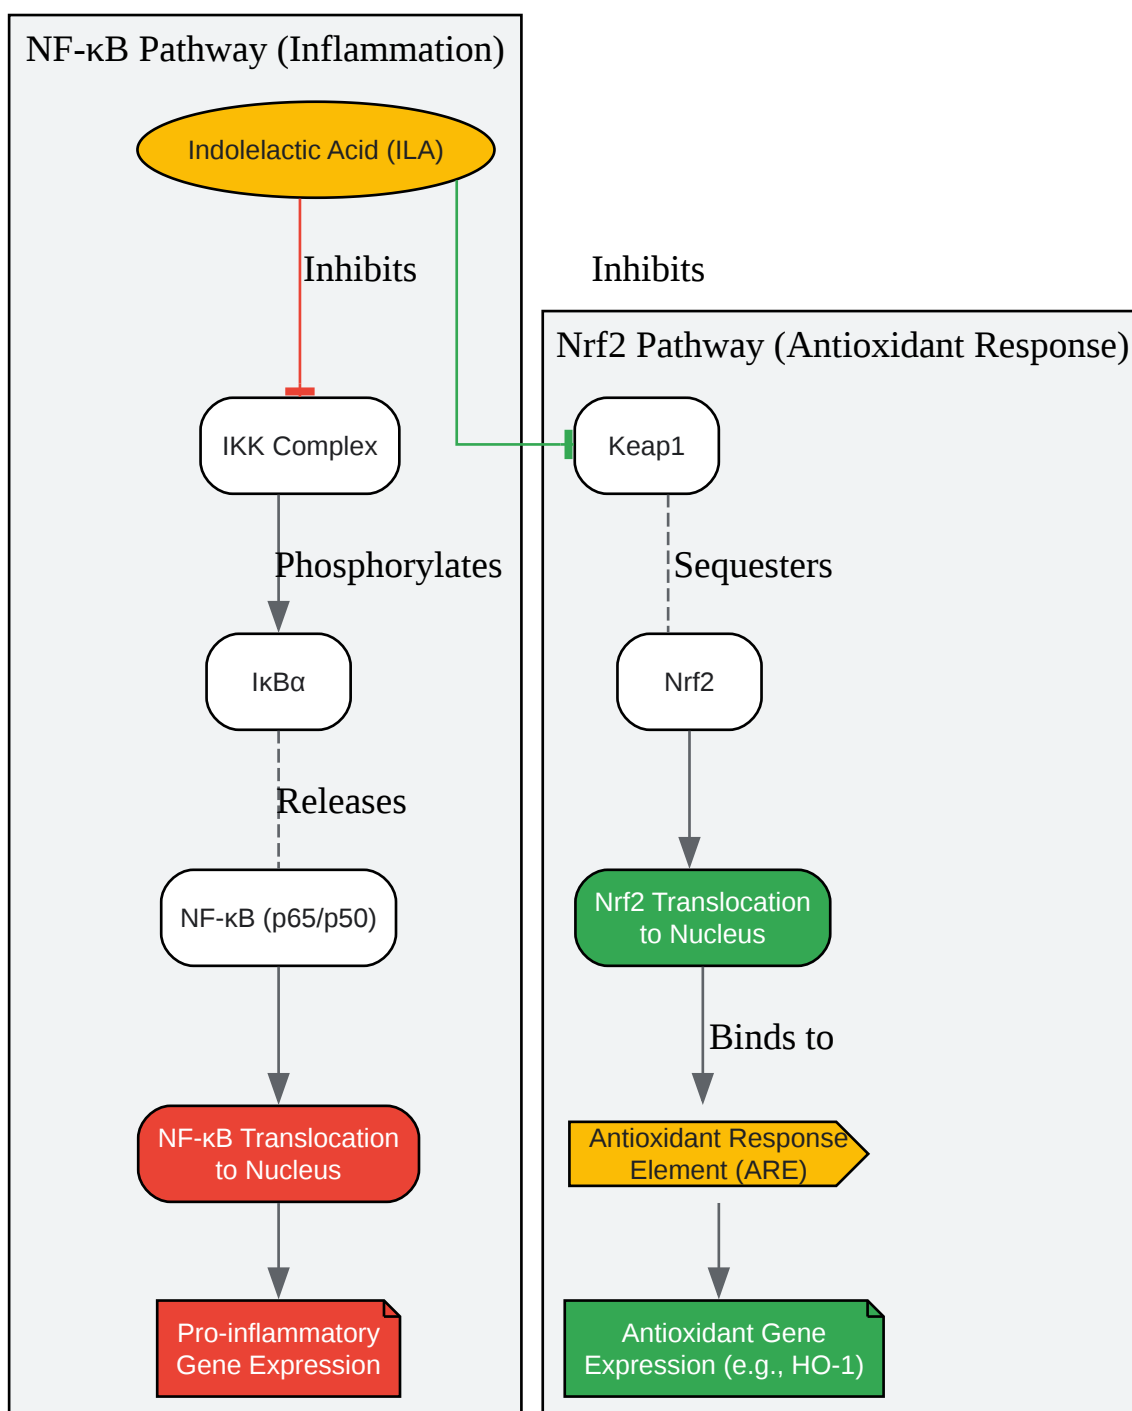 NF-κB Pathway (Inflammation)
Indolelactic Acid (ILA)
Inhibits
IKK Complex
Phosphorylates
IκBα
Releases
NF-κB (p65/p50)
NF-κB Translocation
to Nucleus
Pro-inflammatory
Gene Expression
Inhibits
Nrf2 Pathway (Antioxidant Response)
Keap1
Sequesters
Nrf2
Nrf2 Translocation
to Nucleus
Binds to
Antioxidant Response
Element (ARE)
Antioxidant Gene
Expression (e.g., HO-1)